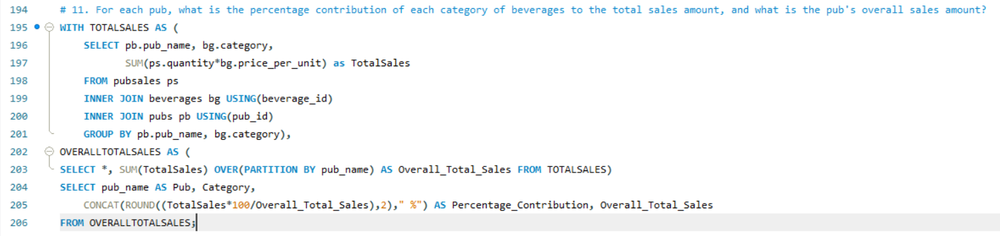 194 # 11. For each pub, what is the percentage contribution of each category of beverages to the total sales amount, and what is the pub's overall sales amount?
195 WITH TOTALSALES AS (
196 SELECT pb.pub_name, bg.category,
197 SUM(ps.quantity*bg.price_per_unit) as TotalSales
198 FROM pubsales ps
199 INNER JOIN beverages bg USING(beverage_id)
200 INNER JOIN pubs pb USING(pub_id)
201 GROUP BY pb.pub_name, bg.category),
202 OVERALLTOTALSALES AS (
203 SELECT *, SUM(TotalSales) OVER(PARTITION BY pub_name) AS Overall_Total_Sales FROM TOTALSALES)
204 SELECT pub_name AS Pub, Category,
205 CONCAT(ROUND((TotalSales*100/Overall_Total_Sales),2)," %") AS Percentage_Contribution, Overall_Total_Sales
206 FROM OVERALLTOTALSALES;